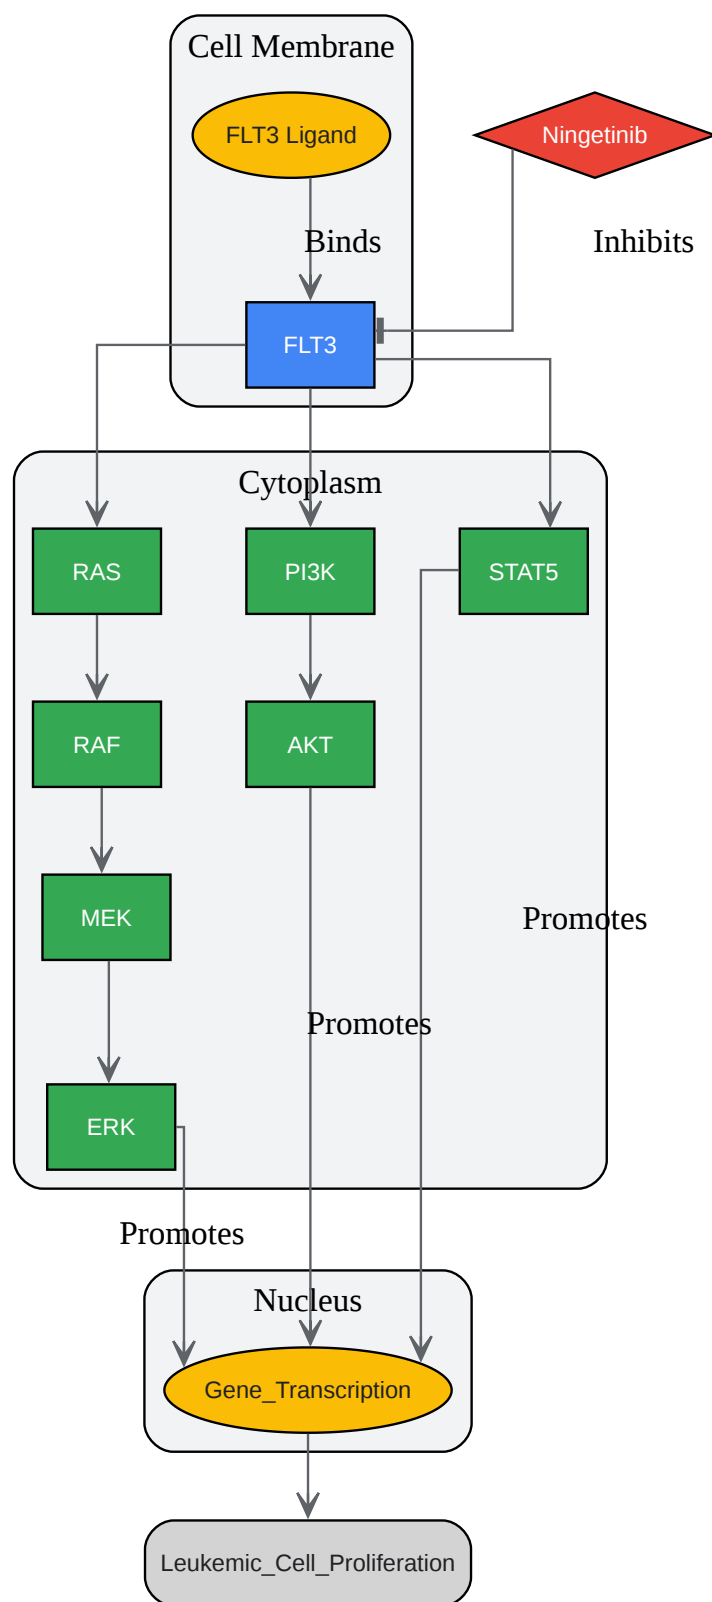 Cell Membrane
FLT3 Ligand
Ningetinib
Binds
Inhibits
FLT3
Cytoplasm
RAS
PI3K
STAT5
RAF
AKT
MEK
Promotes
Promotes
ERK
Promotes
Nucleus
Gene_Transcription
Leukemic_Cell_Proliferation